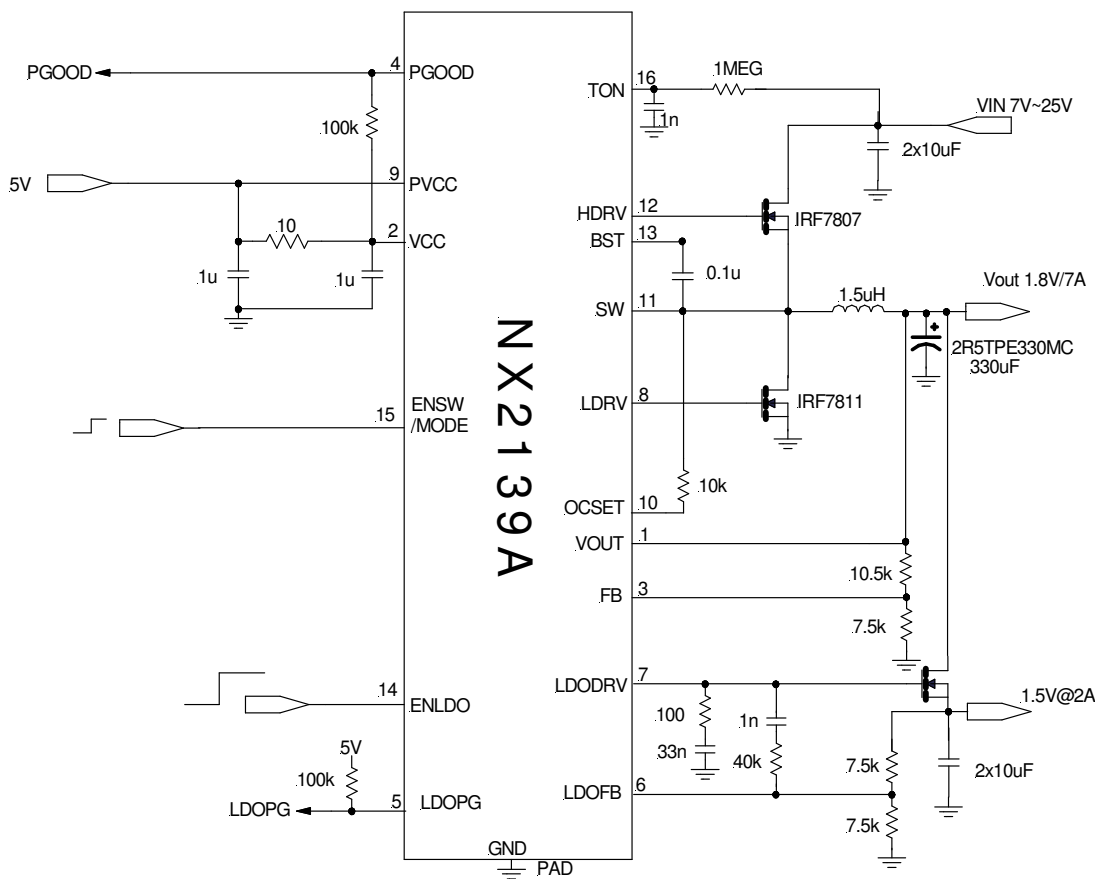 PGOOD
4
PGOOD
100k
5V
9
PVCC
10
2
VCC
1u
1u
ENSW
/MODE
15
14
ENLDO
5V
100k
LDOPG
5
LDOPG
NX2139A
GND
PAD
TON
16
1MEG
1n
VIN 7V~25V
2x10uF
HDRV
12
IRF7807
BST
13
0.1u
SW
11
1.5uH
Vout 1.8V/7A
+
2R5TPE330MC
330uF
LDRV
8
IRF7811
10k
OCSET
10
VOUT
1
10.5k
FB
3
7.5k
LDODRV
7
1.5V@2A
100
1n
33n
40k
7.5k
2x10uF
LDOFB
6
7.5k